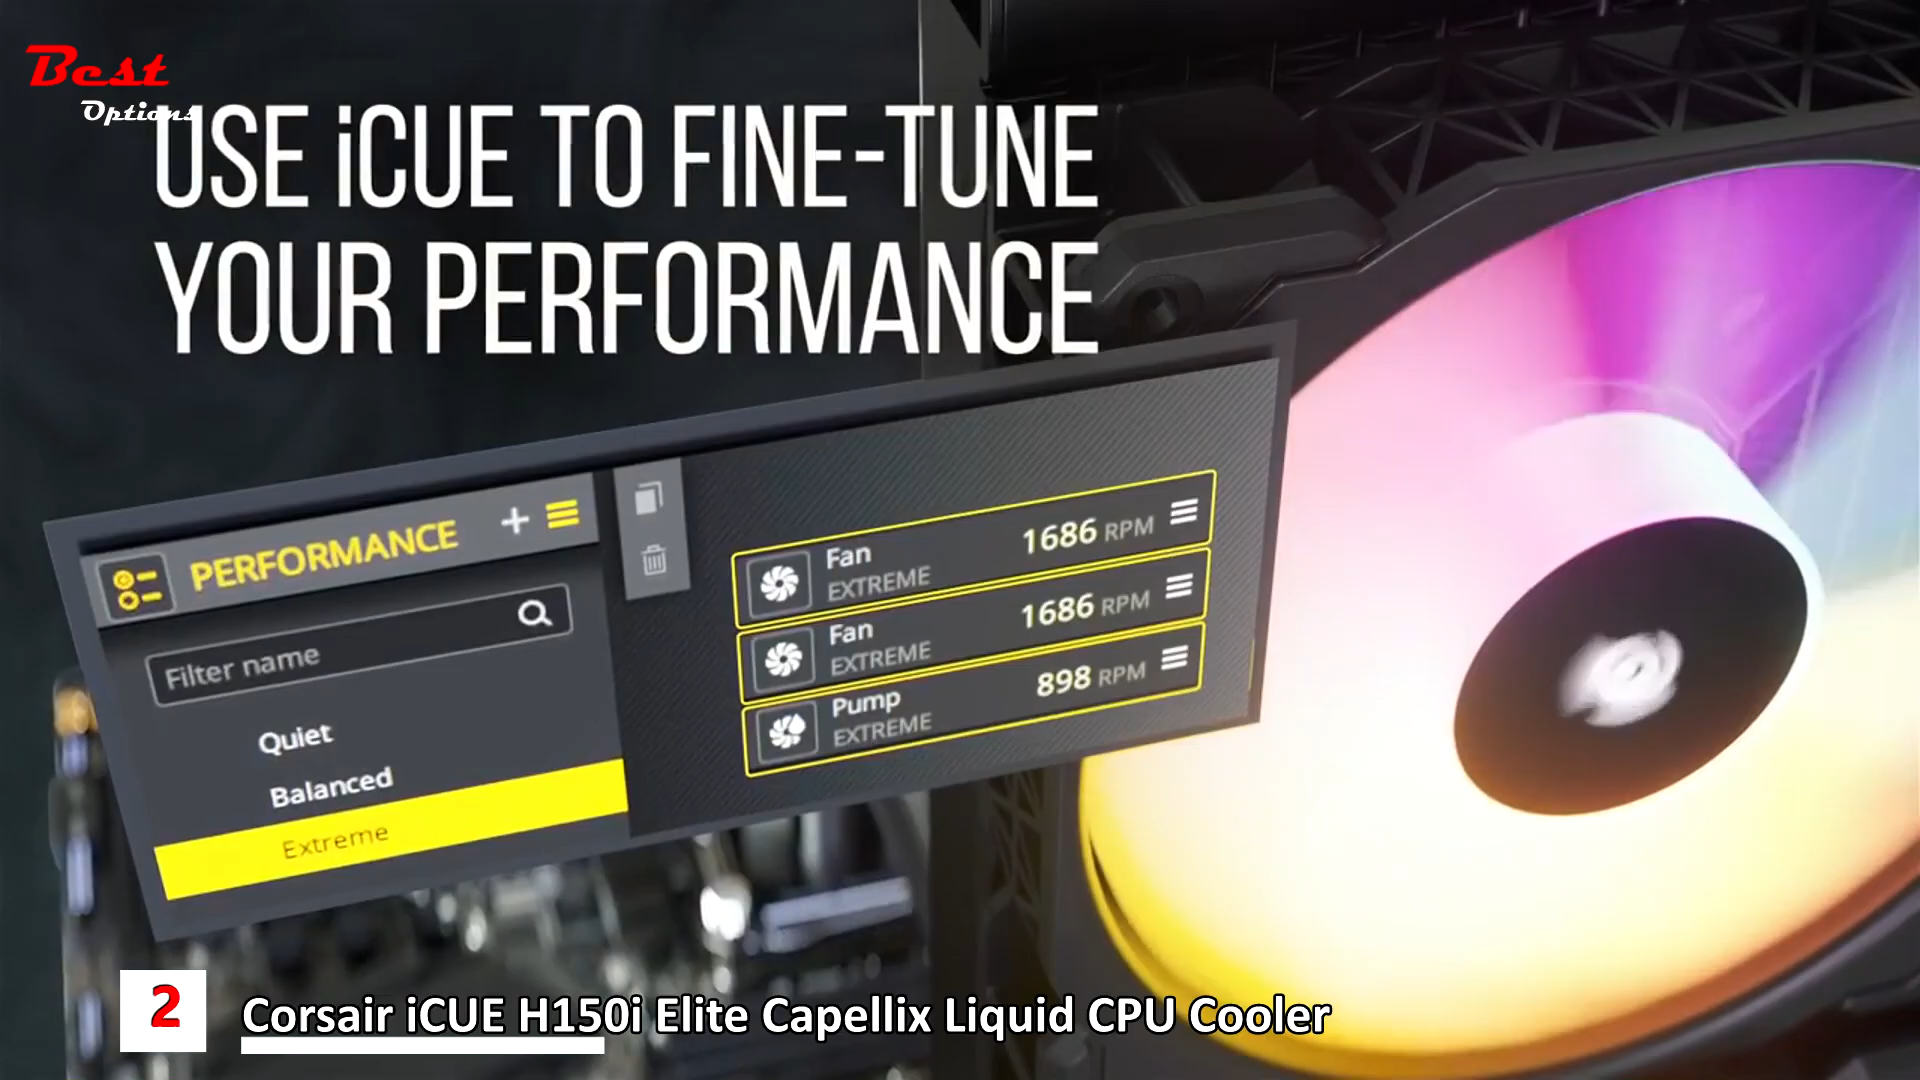 Best
Options
USE iCUE TO FINE-TUNE
YOUR PERFORMANCE
PERFORMANCE
Filter name
Quiet
Balanced
Extreme
Fan
EXTREME
1686 RPM
Fan
EXTREME
1686 RPM
Pump
EXTREME
898 RPM
2
Corsair iCUE H150i Elite Capellix Liquid CPU Cooler